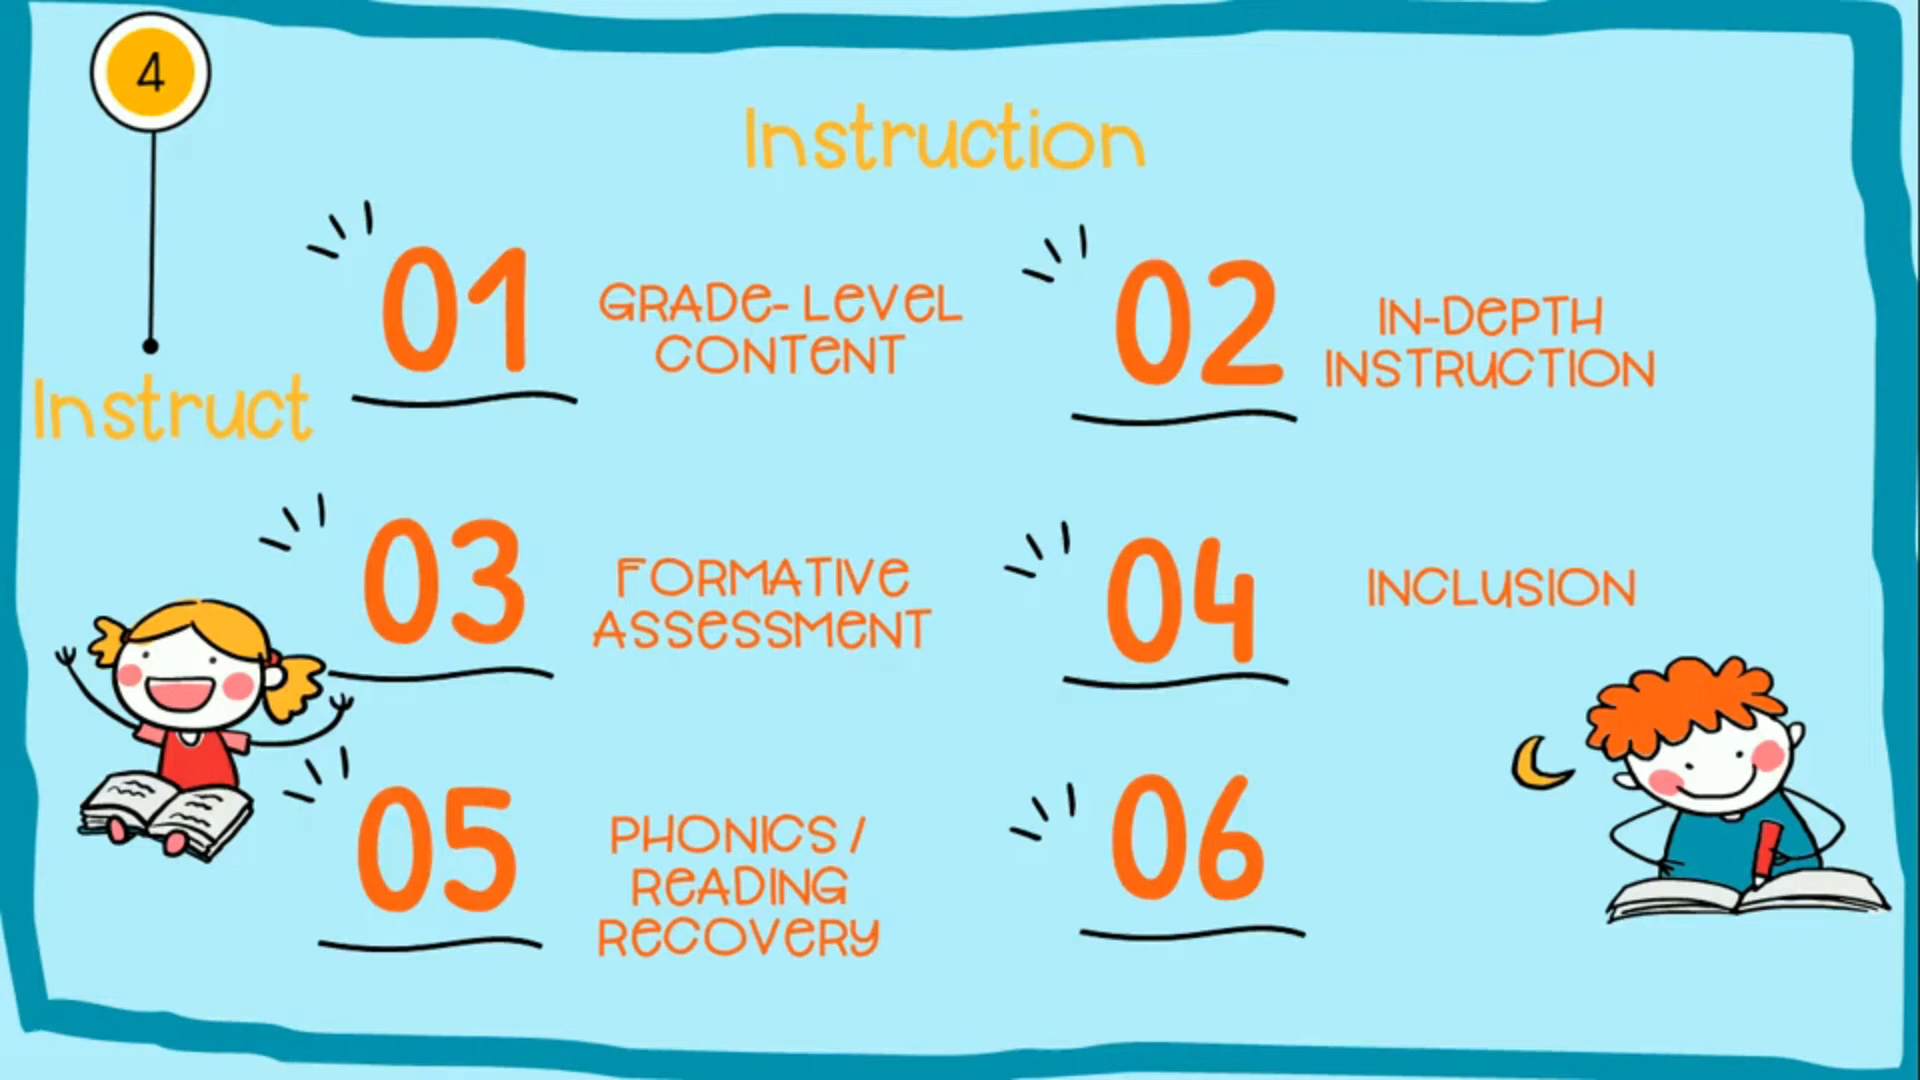 4
Instruction
01
GRADE- LEVEL
CONTENT
02
IN-DEPTH
INSTRUCTION
Instruct
03
FORMATIVE
ASSESSMENT
04
INCLUSION
05
PHONICS /
READING
RECOVERY
06